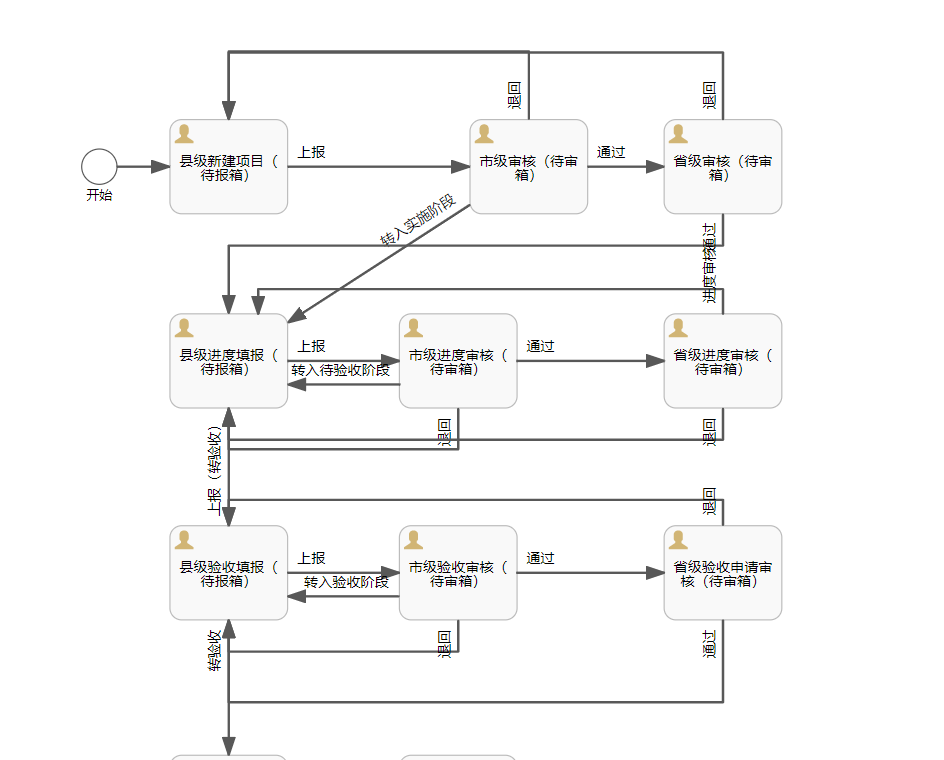 退回
退回
县级新建项目（
待报箱）
上报
市级审核（待审
箱）
通过
省级审核（待审
箱）
开始
转入实施阶段
通过
进度审核
县级进度填报（
待报箱）
上报
转入待验收阶段
市级进度审核（
待审箱）
通过
省级进度审核（
待审箱）
上报（转验收）
退回
退回
退回
县级验收填报（
待报箱）
上报
转入验收阶段
市级验收审核（
待审箱）
通过
省级验收申请审
核（待审箱）
转验收
退回
通过